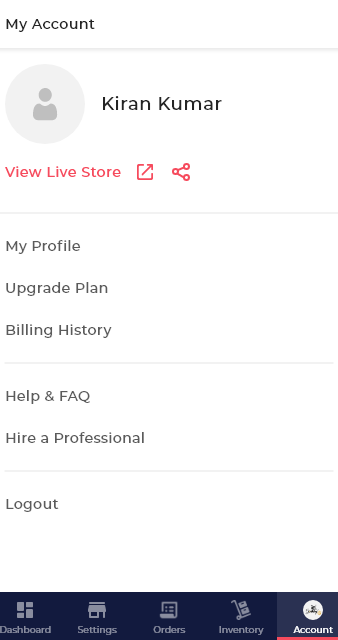 My Account
Kiran Kumar
View Live Store
My Profile
Upgrade Plan
Billing History
Help & FAQ
Hire a Professional
Logout
Dashboard Settings Orders Inventory Account